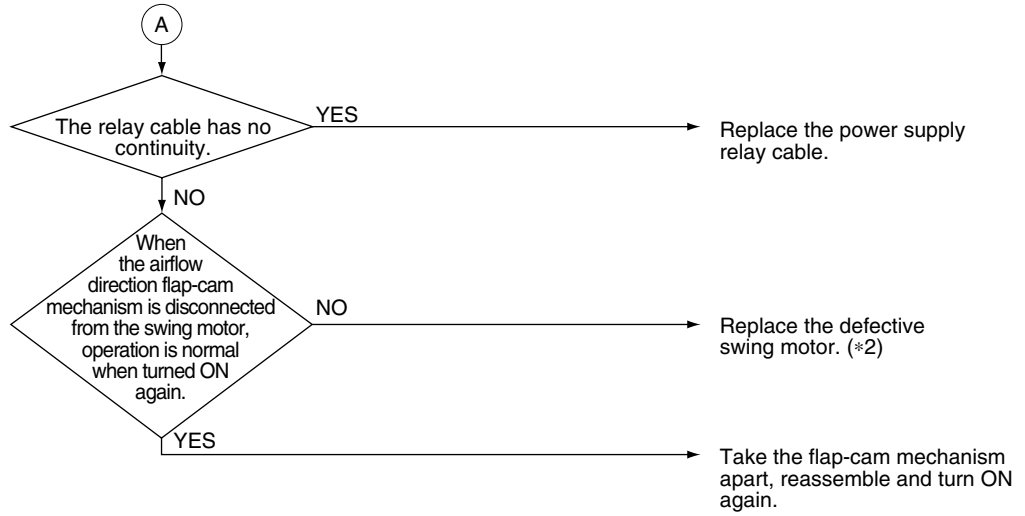 A
The relay cable has no
continuity.
YES
Replace the power supply
relay cable.
NO
When
the airflow
direction flap-cam
mechanism is disconnected
from the swing motor,
operation is normal
when turned ON
again.
NO
Replace the defective
swing motor. (*2)
YES
Take the flap-cam mechanism
apart, reassemble and turn ON
again.